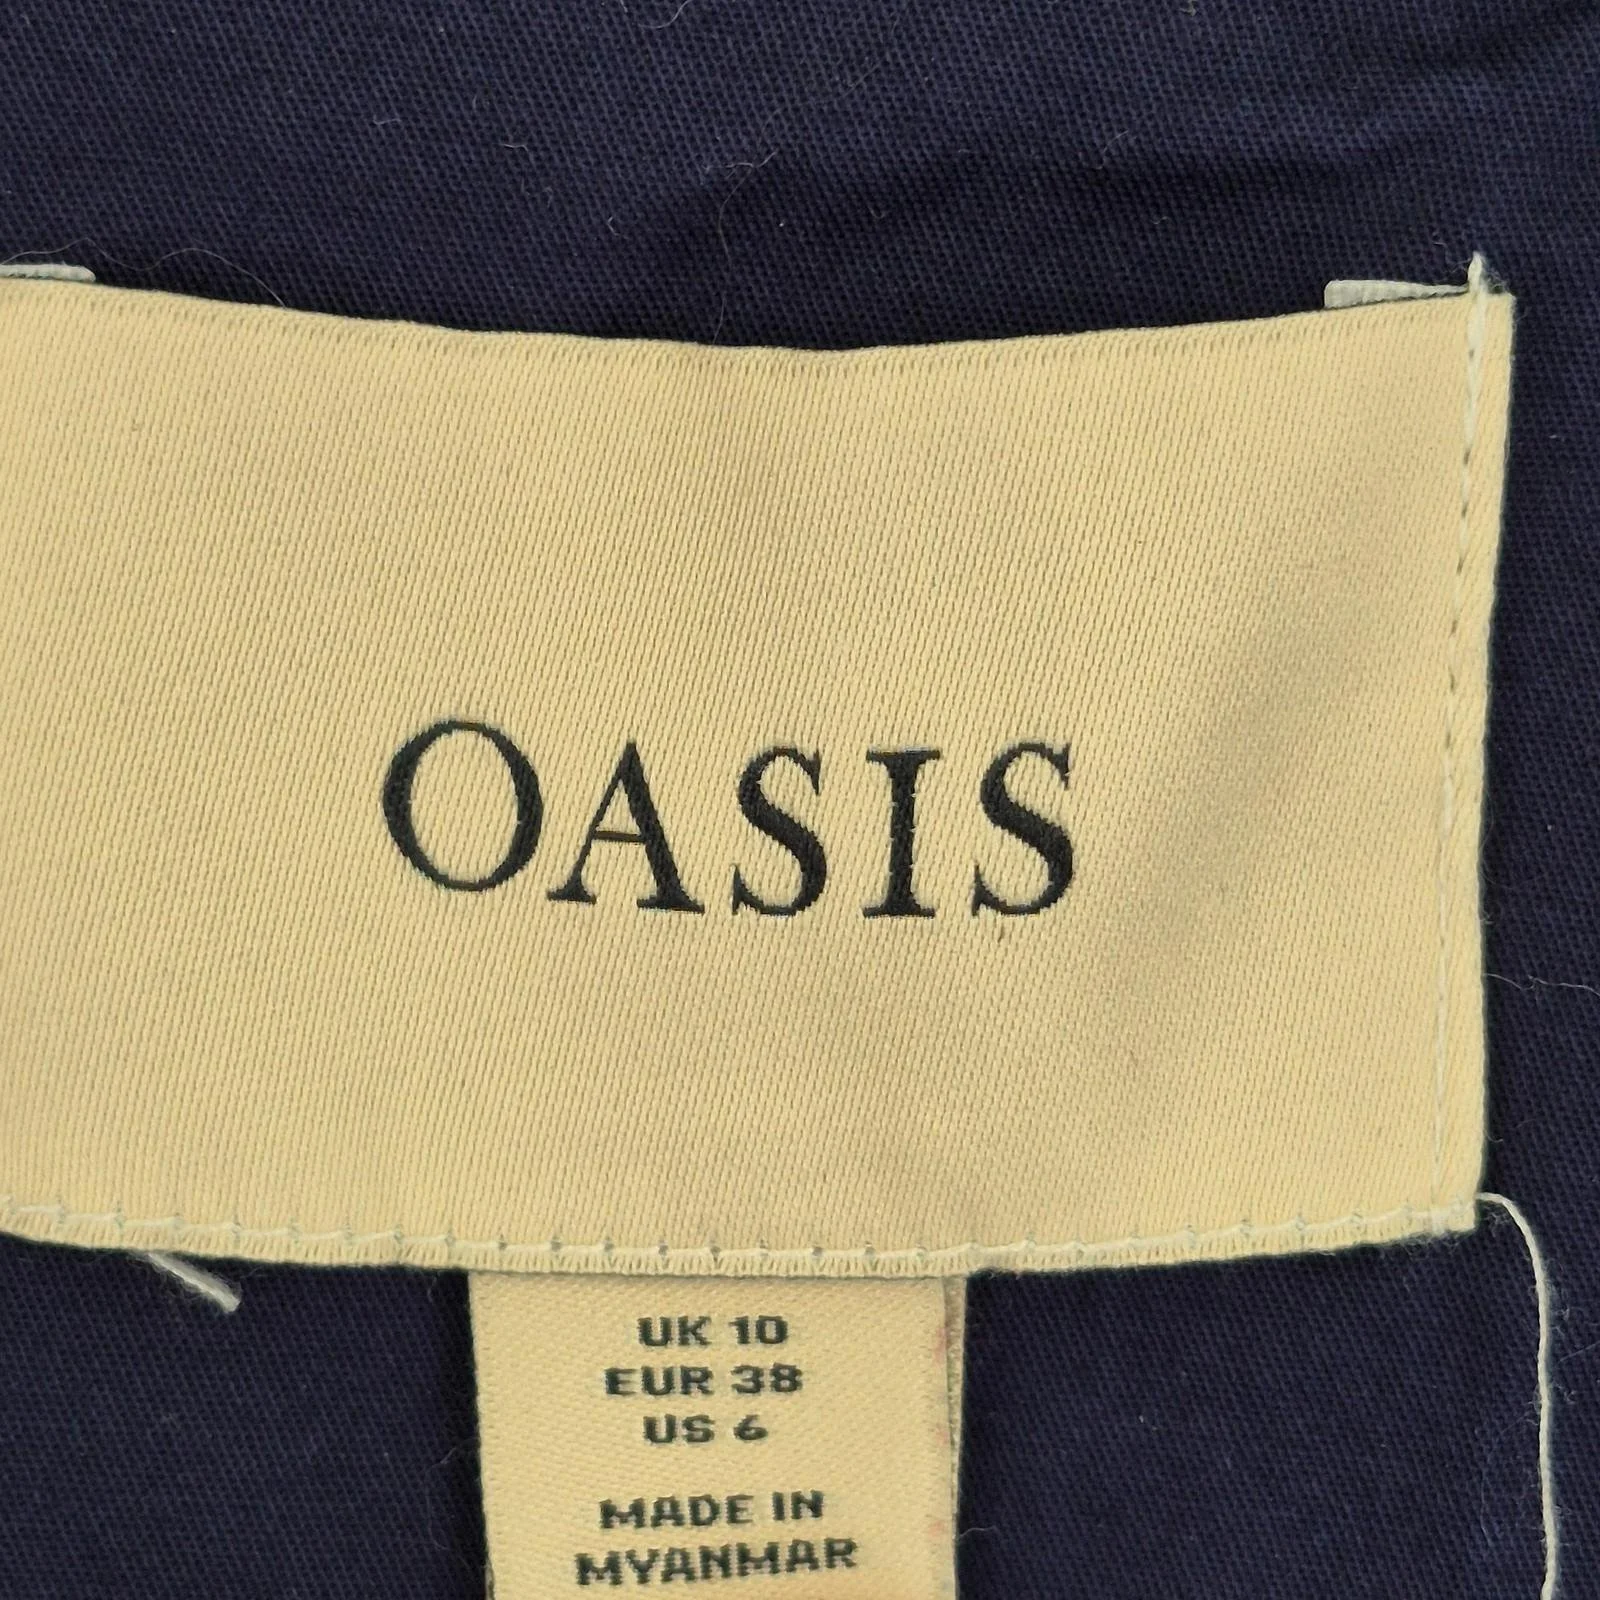 OASIS
UK 10
EUR 38
US 6
MADE IN
MYANMAR